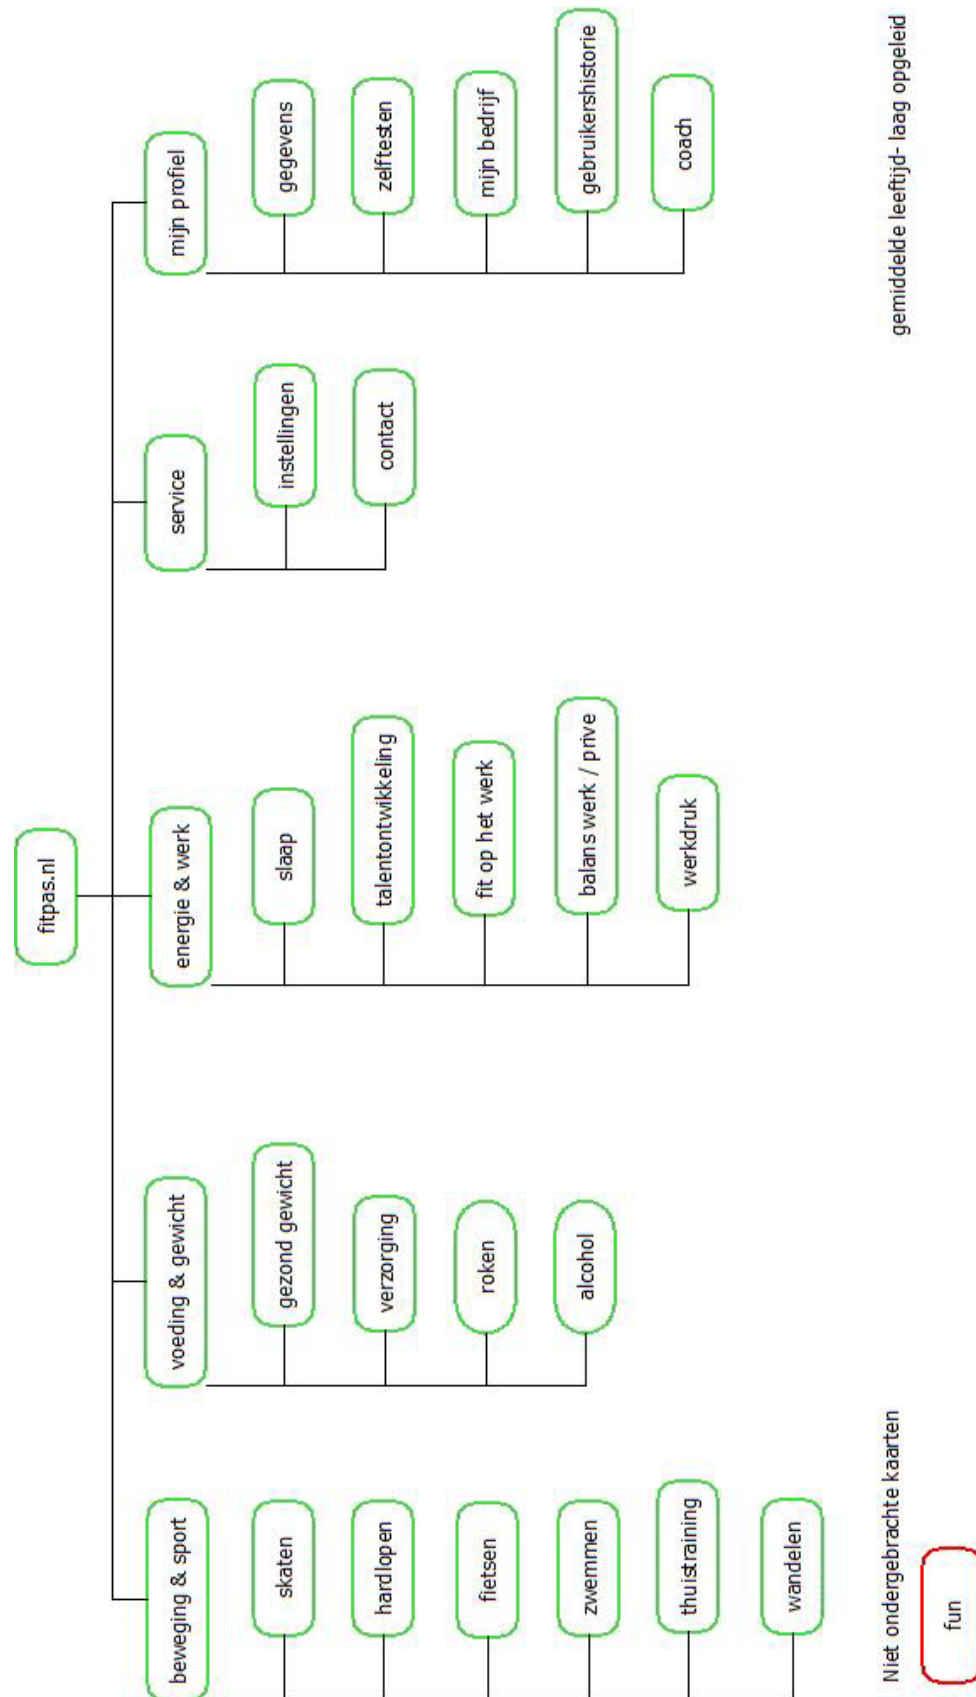 fitpas.nl
beweging & sport
skaten
hardlopen
fietsen
zwemmen
thuistraining
wandelen
voeding & gewicht
gezond gewicht
verzorging
roken
alcohol
energie & werk
slaap
talentontwikkeling
fit op het werk
balans werk / prive
werkdruk
service
instellingen
contact
mijn profiel
gegevens
zelftesten
mijn bedrijf
gebruikershistorie
coach
Niet ondergebrachte kaarten
fun
gemiddelde leeftijd- laag opgeleid